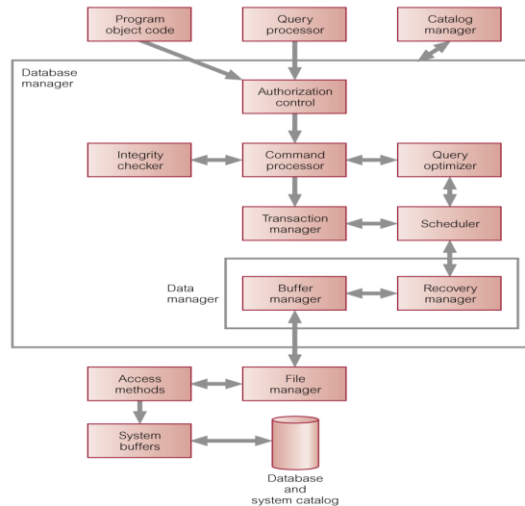 Program
object code
Query
processor
Catalog
manager
Database
manager
Authorization
control
Integrity
checker
Command
processor
Query
optimizer
Transaction
manager
Scheduler
Data
manager
Buffer
manager
Recovery
manager
Access
methods
File
manager
System
buffers
Database
and
system catalog